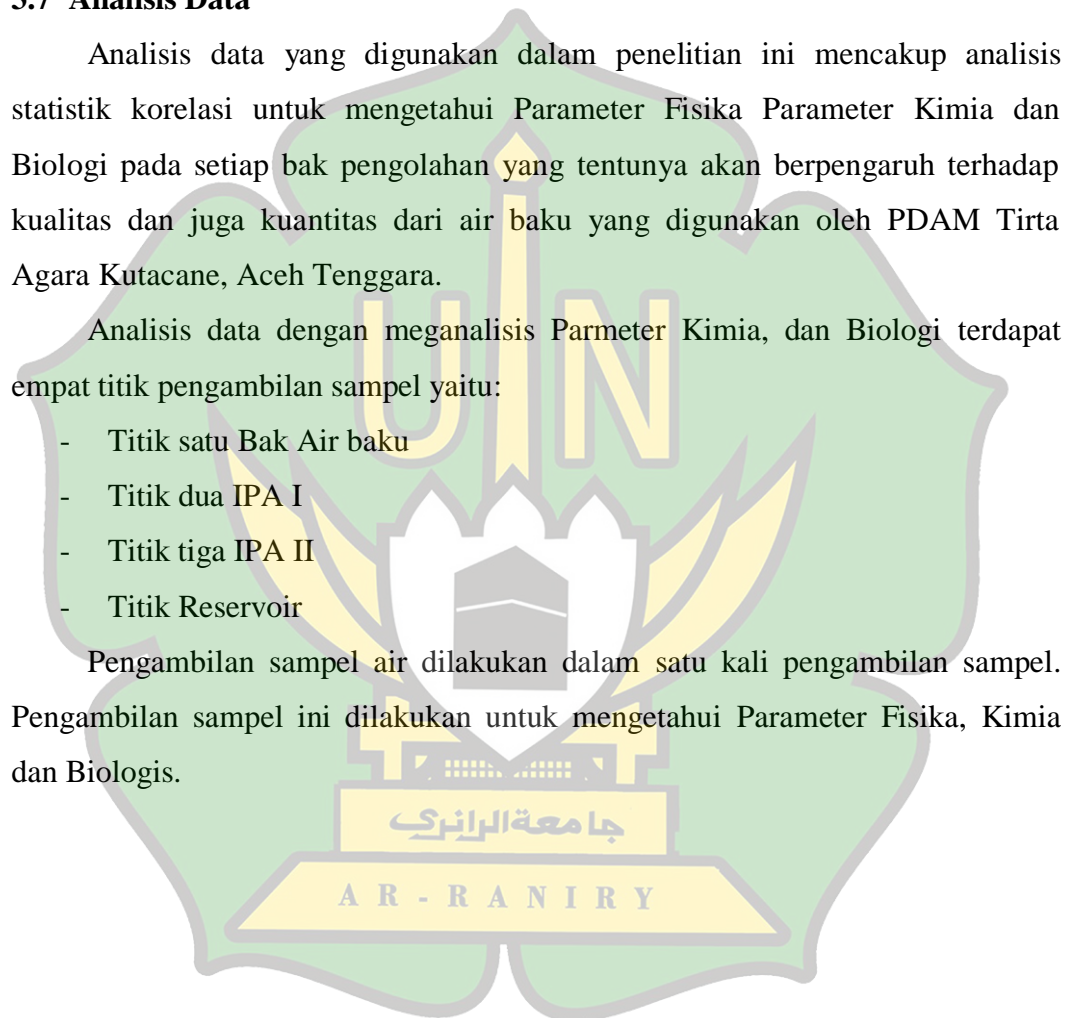 3.7 Analisis Data
Analisis data yang digunakan dalam penelitian ini mencakup analisis
statistik korelasi untuk mengetahui Parameter Fisika Parameter Kimia dan
Biologi pada setiap bak pengolahan yang tentunya akan berpengaruh terhadap
kualitas dan juga kuantitas dari air baku yang digunakan oleh PDAM Tirta
Agara Kutacane, Aceh Tenggara.
Analisis data dengan meganalisis Parmeter Kimia, dan Biologi terdapat
empat titik pengambilan sampel yaitu:
- Titik satu Bak Air baku
- Titik dua IPA I
- Titik tiga IPA II
- Titik Reservoir
Pengambilan sampel air dilakukan dalam satu kali pengambilan sampel.
Pengambilan sampel ini dilakukan untuk mengetahui Parameter Fisika, Kimia
dan Biologis.
UIN
جامعة الرانري
AR-RANIRY